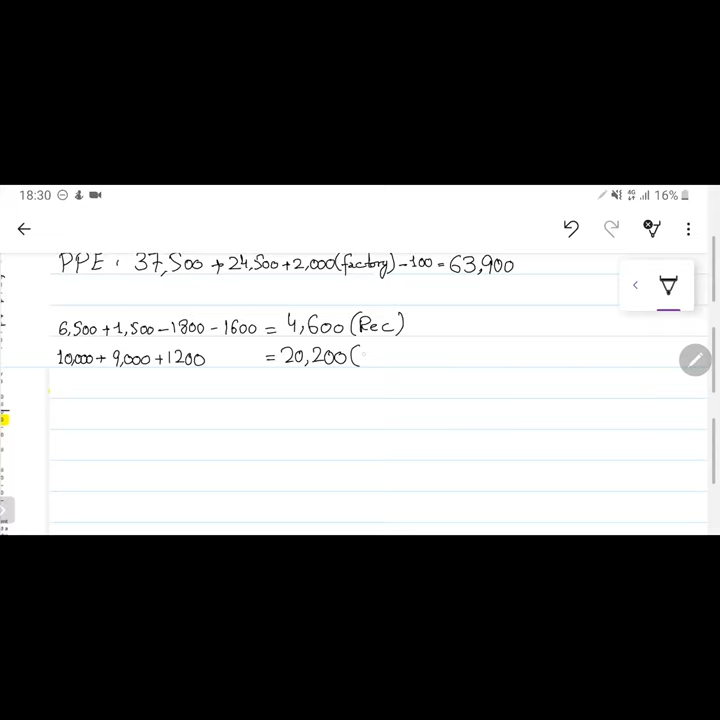 18:30 4G 16%
PPE : 37,500 + 24,500 + 2,000 (factory) - 100 = 63,900
6,500 + 1,500 - 1800 - 1600 = 4,600 (Rec)
10,000 + 9,000 + 1200 = 20,200 (